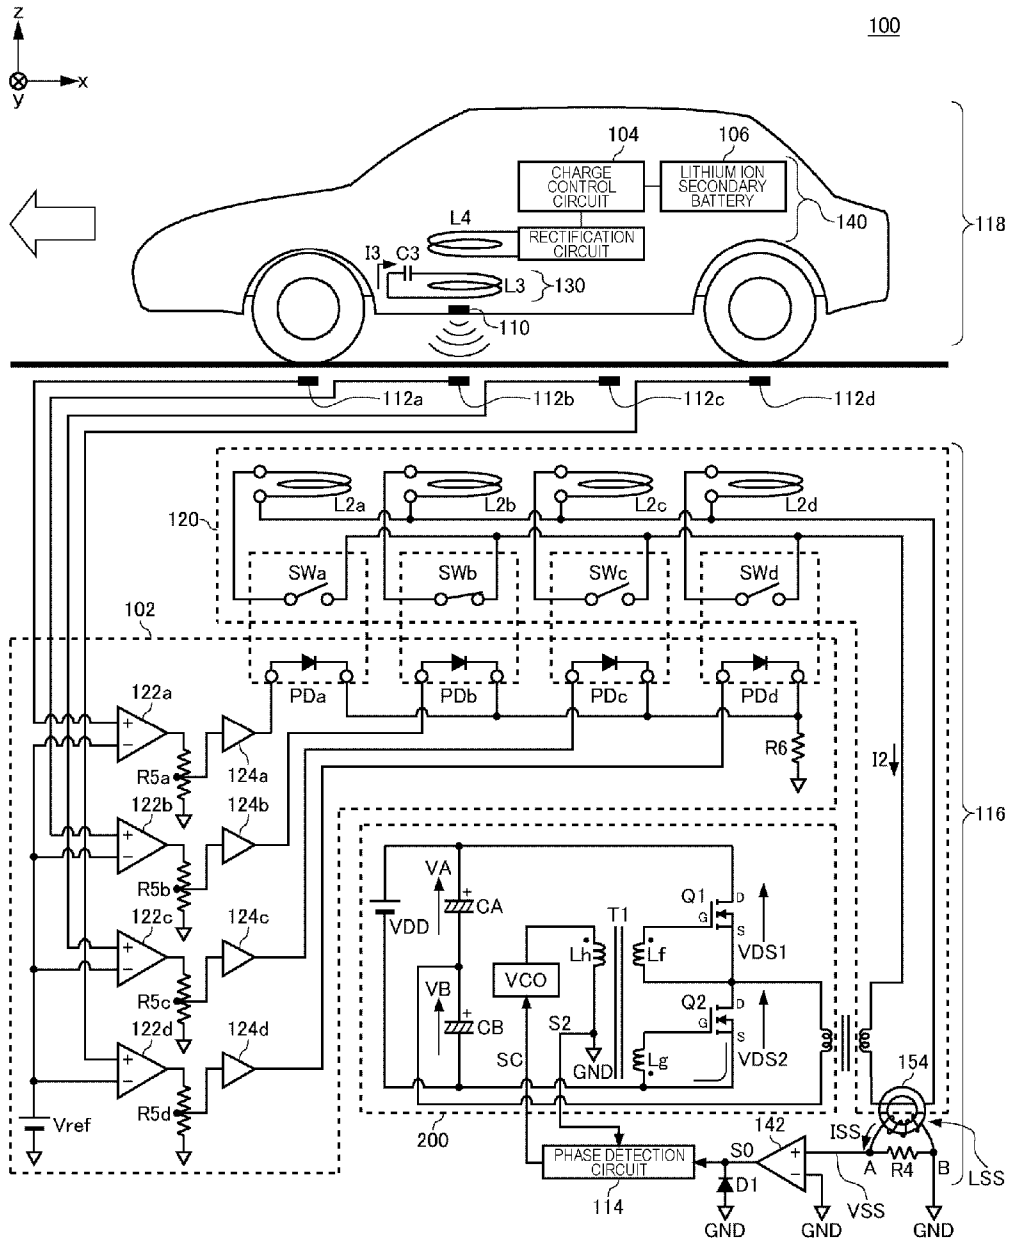 100
z
x
y
104
106
CHARGE
CONTROL
CIRCUIT
LITHIUM ION
SECONDARY
BATTERY
140
118
L4
RECTIFICATION
CIRCUIT
I3
C3
L3
130
110
112a
112b
112c
112d
120
L2a
L2b
L2c
L2d
SWa
SWb
SWc
SWd
102
PDa
PDb
PDc
PDd
122a
+
−
R5a
124a
R6
I2
116
122b
+
−
R5b
124b
122c
+
−
R5c
124c
122d
+
−
R5d
124d
Vref
VA
+
CA
VDD
VB
+
CB
T1
Lh
Lf
VCO
Q1
D
G
S
VDS1
Q2
D
G
S
VDS2
S2
SC
GND
Lg
200
154
142
ISS
LSS
PHASE DETECTION
CIRCUIT
114
S0
D1
+
−
A
R4
B
VSS
GND
GND
GND